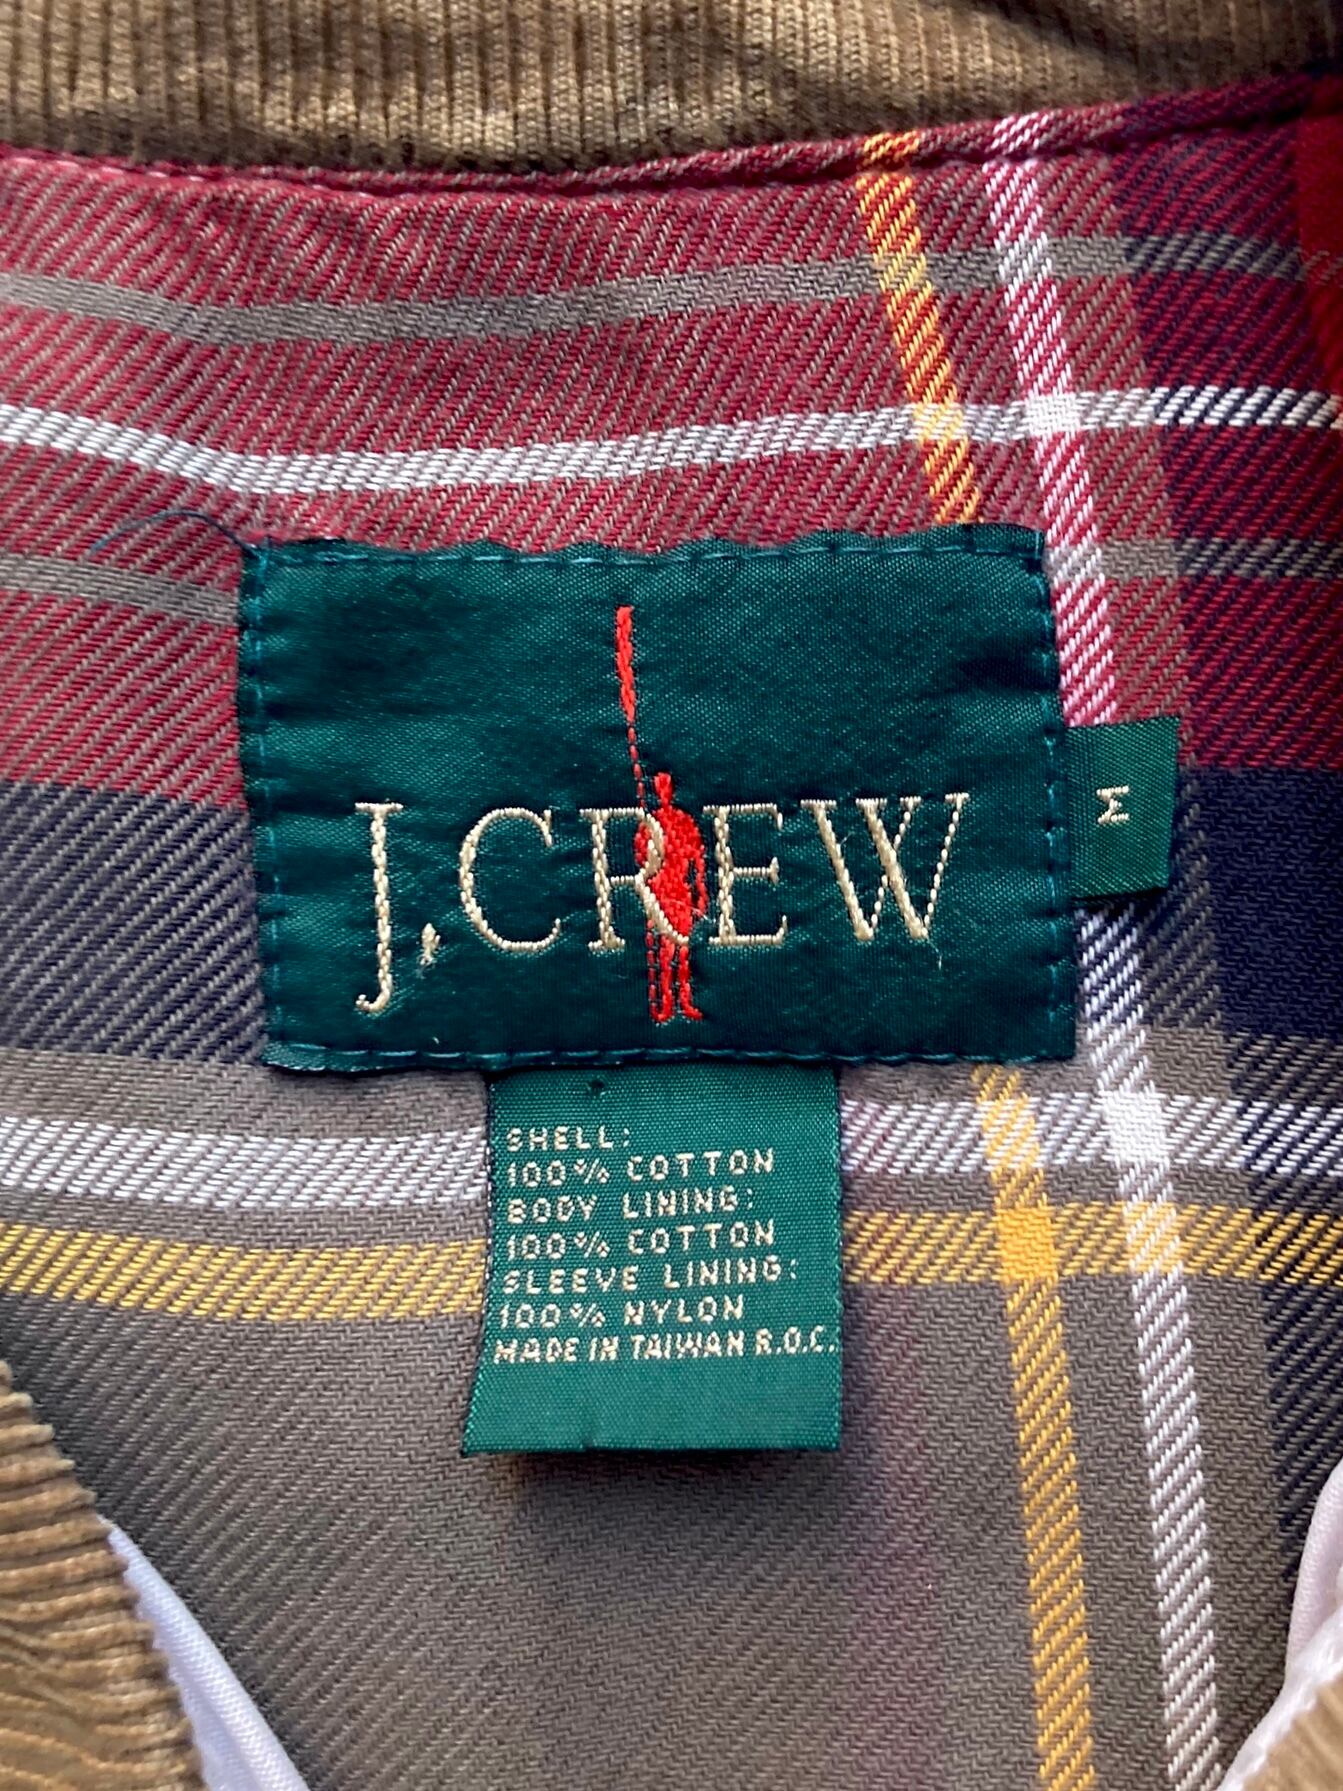 J.CREW
M
SHELL:
100% COTTON
BODY LINING:
100% COTTON
SLEEVE LINING:
100% NYLON
MADE IN TAIWAN R.O.C.